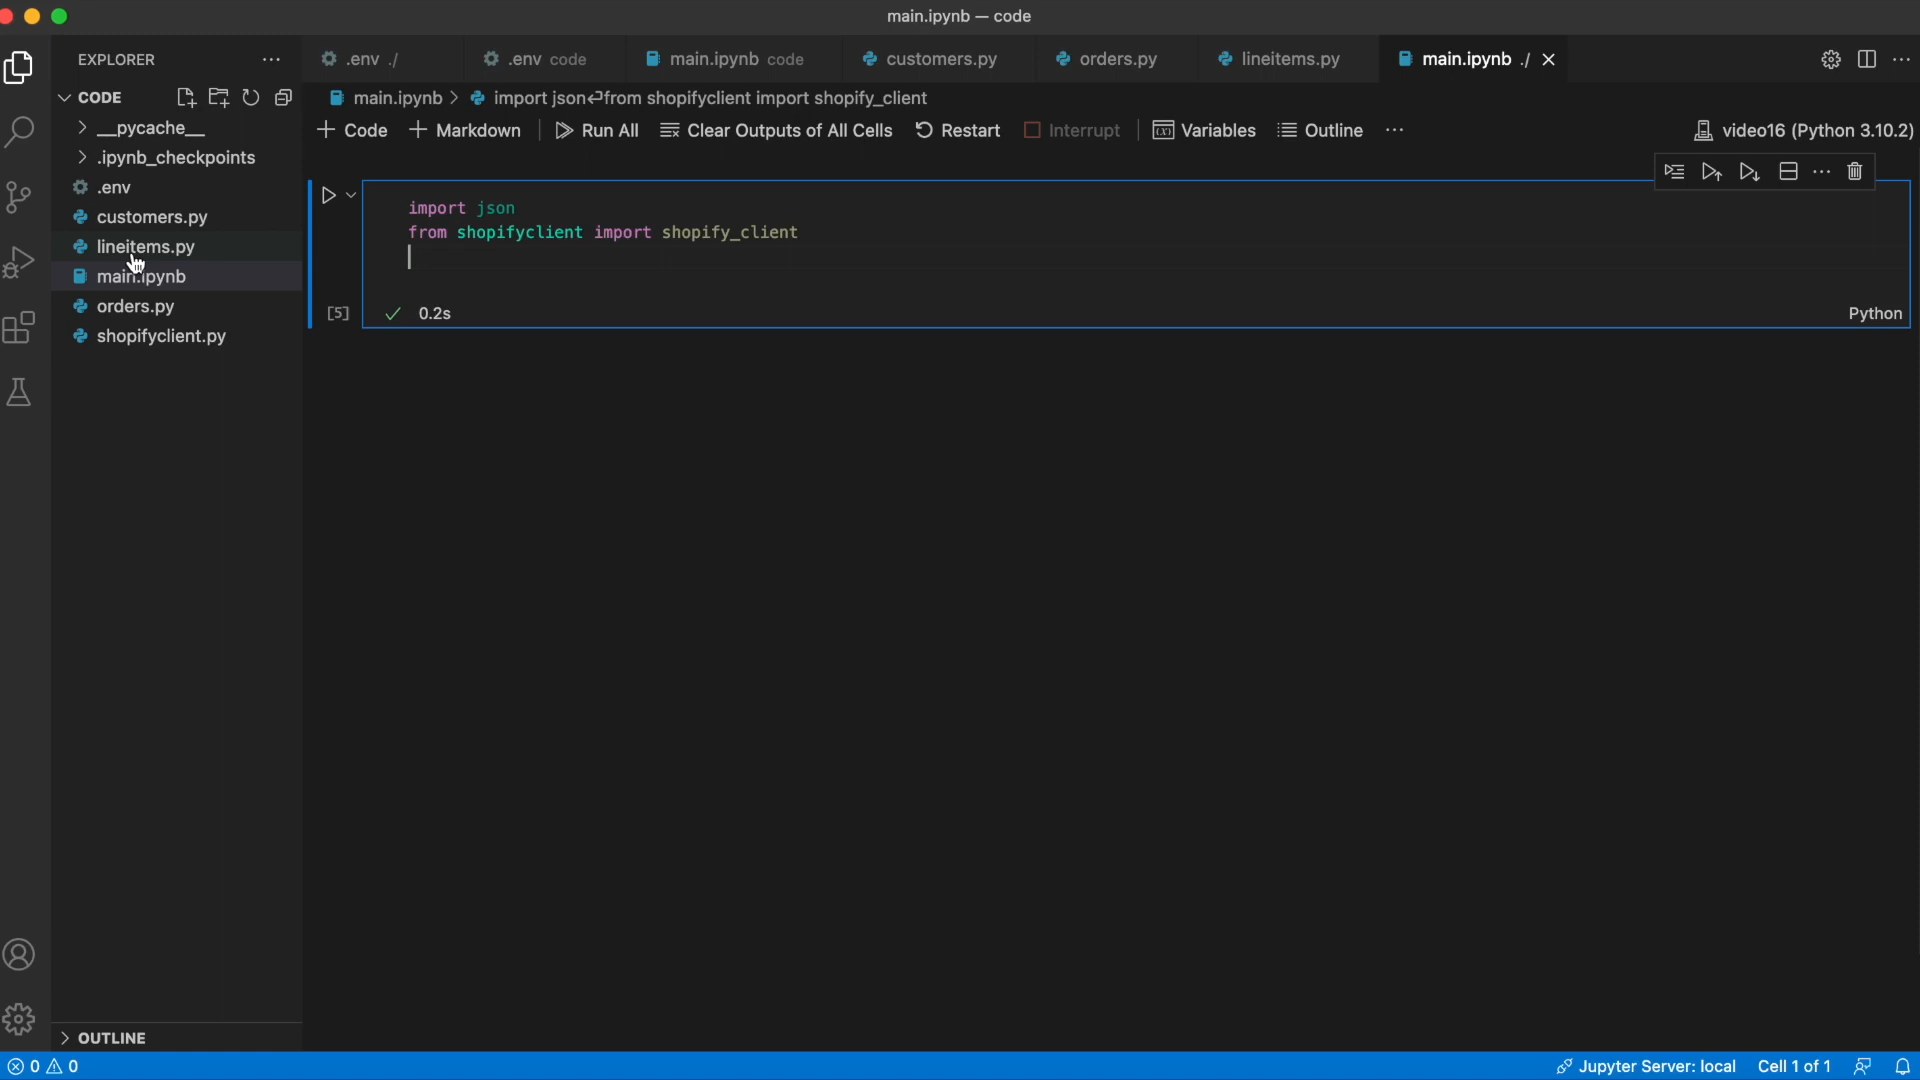 main.ipynb — code
EXPLORER
.env ./
.env code
main.ipynb code
customers.py
orders.py
lineitems.py
main.ipynb ./
CODE
main.ipynb > import json⏎from shopifyclient import shopify_client
Code
Markdown
Run All
Clear Outputs of All Cells
Restart
Interrupt
Variables
Outline
video16 (Python 3.10.2)
__pycache__
.ipynb_checkpoints
.env
customers.py
lineitems.py
main.ipynb
orders.py
shopifyclient.py
import json
from shopifyclient import shopify_client
[5]
0.2s
Python
OUTLINE
0
0
Jupyter Server: local
Cell 1 of 1